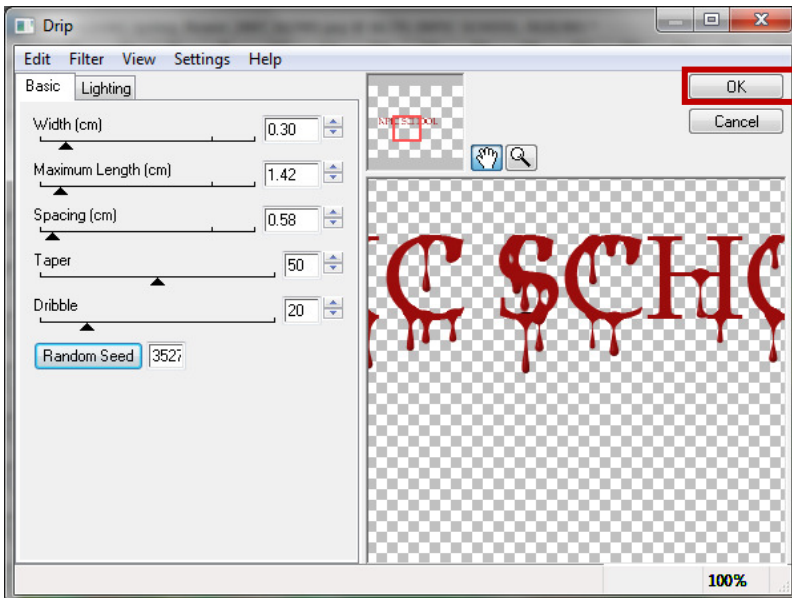 Drip
Edit Filter View Settings Help
Basic Lighting
OK
Cancel
Width (cm) 0.30
Maximum Length (cm) 1.42
Spacing (cm) 0.58
Taper 50
Dribble 20
Random Seed 3527
IC SCHO
100%